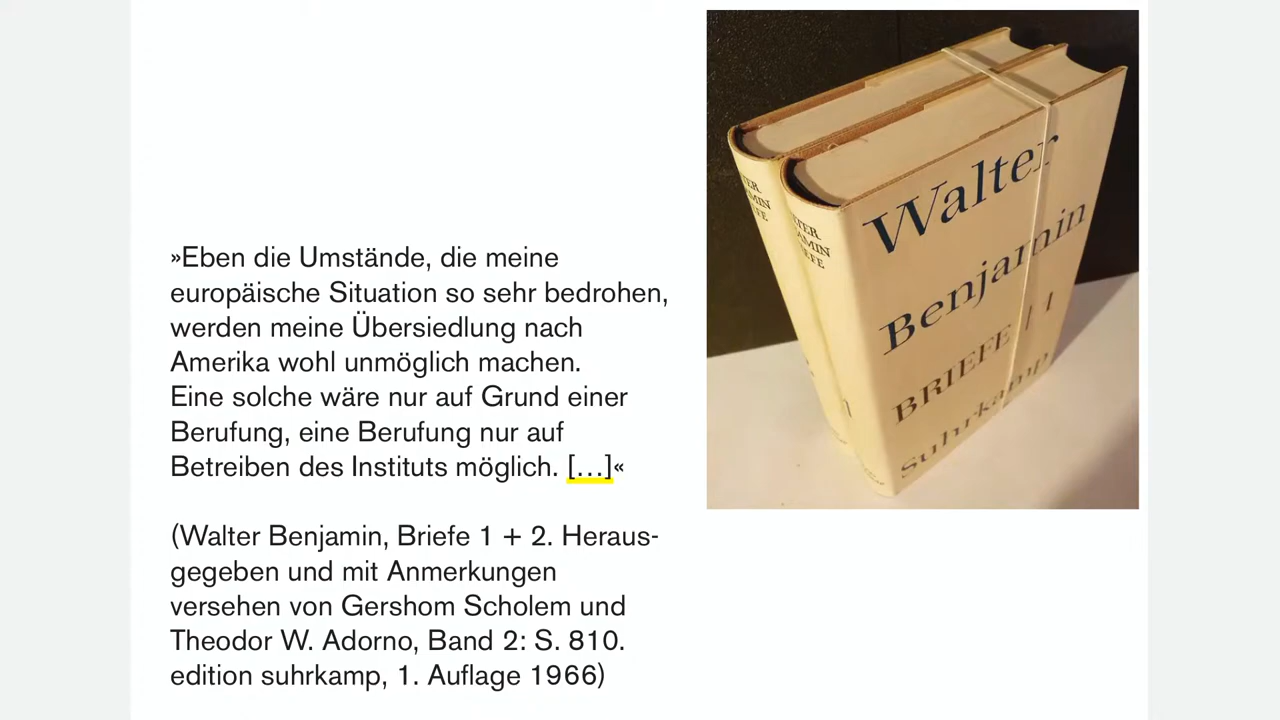 »Eben die Umstände, die meine
europäische Situation so sehr bedrohen,
werden meine Übersiedlung nach
Amerika wohl unmöglich machen.
Eine solche wäre nur auf Grund einer
Berufung, eine Berufung nur auf
Betreiben des Instituts möglich. […]«
(Walter Benjamin, Briefe 1 + 2. Heraus-
gegeben und mit Anmerkungen
versehen von Gershom Scholem und
Theodor W. Adorno, Band 2: S. 810.
edition suhrkamp, 1. Auflage 1966)
Walter
Benjamin
BRIEFE
Suhrkamp